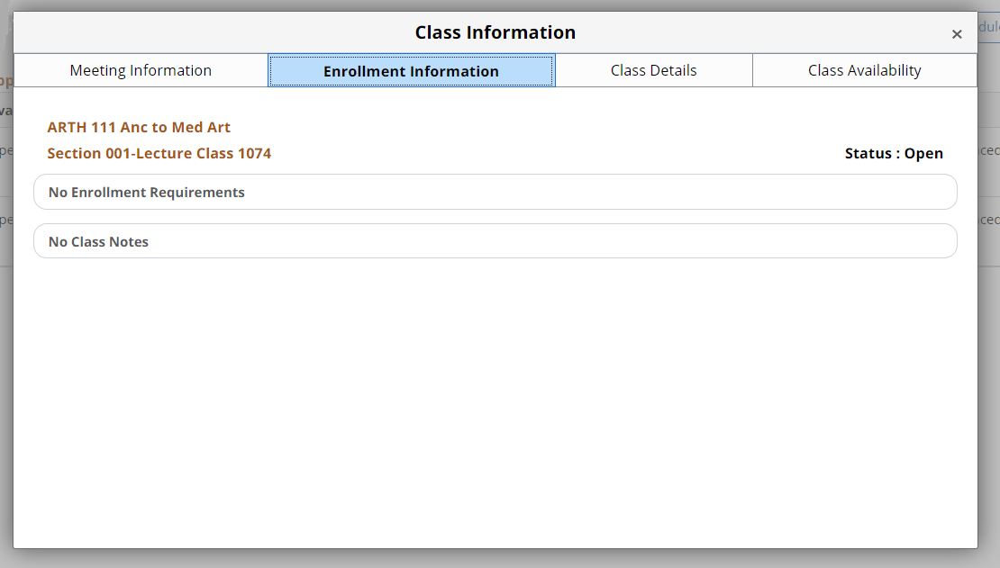 Class Information
×
Meeting Information
Enrollment Information
Class Details
Class Availability
ARTH 111 Anc to Med Art
Section 001-Lecture Class 1074
Status : Open
No Enrollment Requirements
No Class Notes